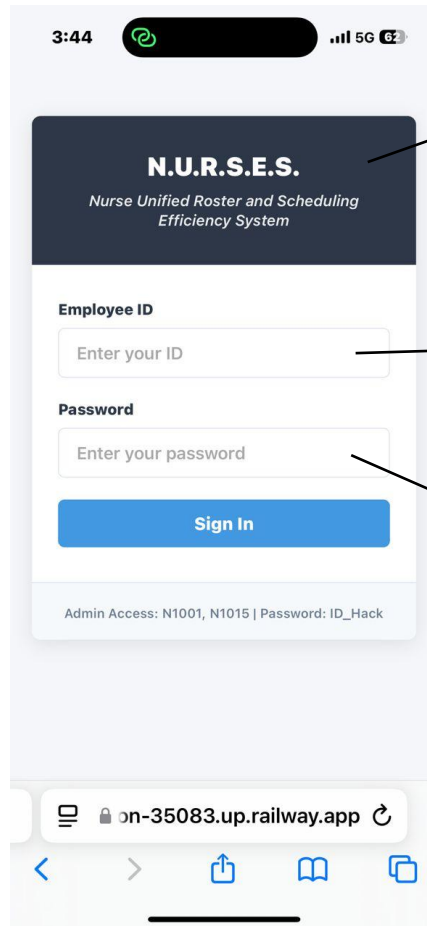 3:44
5G 62
N.U.R.S.E.S.
Nurse Unified Roster and Scheduling
Efficiency System
Employee ID
Enter your ID
Password
Enter your password
Sign In
Admin Access: N1001, N1015 | Password: ID_Hack
on-35083.up.railway.app